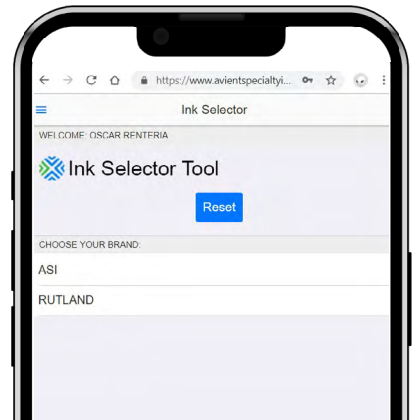 https://www.avientspecialtyi...
Ink Selector
WELCOME: OSCAR RENTERIA
Ink Selector Tool
Reset
CHOOSE YOUR BRAND:
ASI
RUTLAND